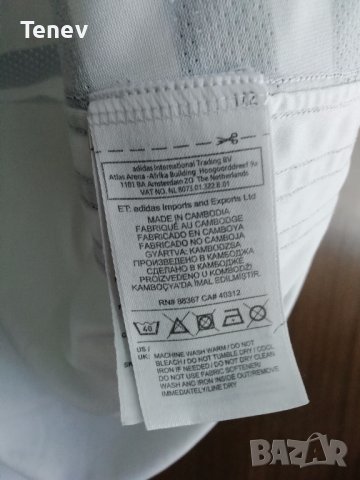 Tenev
172
adidas International Trading BV
Atlas Arena -Afrika Building Hoogoorddreef 9a
1101 BA Amsterdam ZO The Netherlands
VAT NO. NL 8073.01.322.B.01
ET: adidas Imports and Exports Ltd
MADE IN CAMBODIA
FABRIQUÉ AU CAMBODGE
FABRICADO EN CAMBOYA
FABRICADO NO CAMBOJA
GYÁRTVA: KAMBODZSA
ПРОИЗВЕДЕНО В КАМБОДЖА
СДЕЛАНО В КАМБОДЖЕ
PROIZVEDENO U KAMBODŽI
KAMBOÇYA'DA İMAL EDİLMİŞTİR.
RN# 88387 CA# 40312
40
US /
UK: MACHINE WASH WARM / DO NOT
BLEACH / DO NOT TUMBLE DRY / COOL
IRON IF NEEDED / DO NOT DRY CLEAN
DO NOT USE FABRIC SOFTENER/
WASH AND IRON INSIDE OUT/REMOVE
IMMEDIATELY/LINE DRY
BAZAR